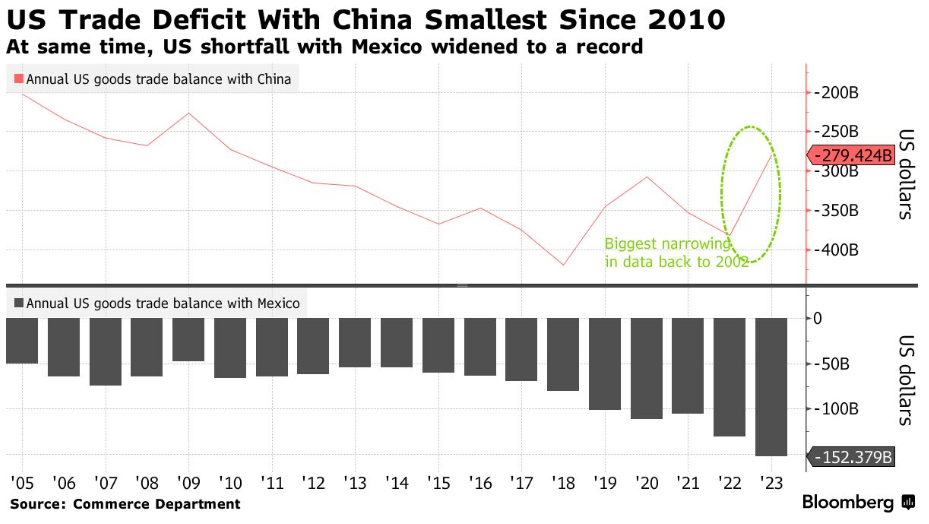 US Trade Deficit With China Smallest Since 2010
At same time, US shortfall with Mexico widened to a record
Annual US goods trade balance with China
-200B
-250B
-279.424B
-300B
-350B
-400B
US dollars
Biggest narrowing
in data back to 2002
Annual US goods trade balance with Mexico
0
-50B
-100B
-152.379B
US dollars
'05 '06 '07 '08 '09 '10 '11 '12 '13 '14 '15 '16 '17 '18 '19 '20 '21 '22 '23
Source: Commerce Department
Bloomberg